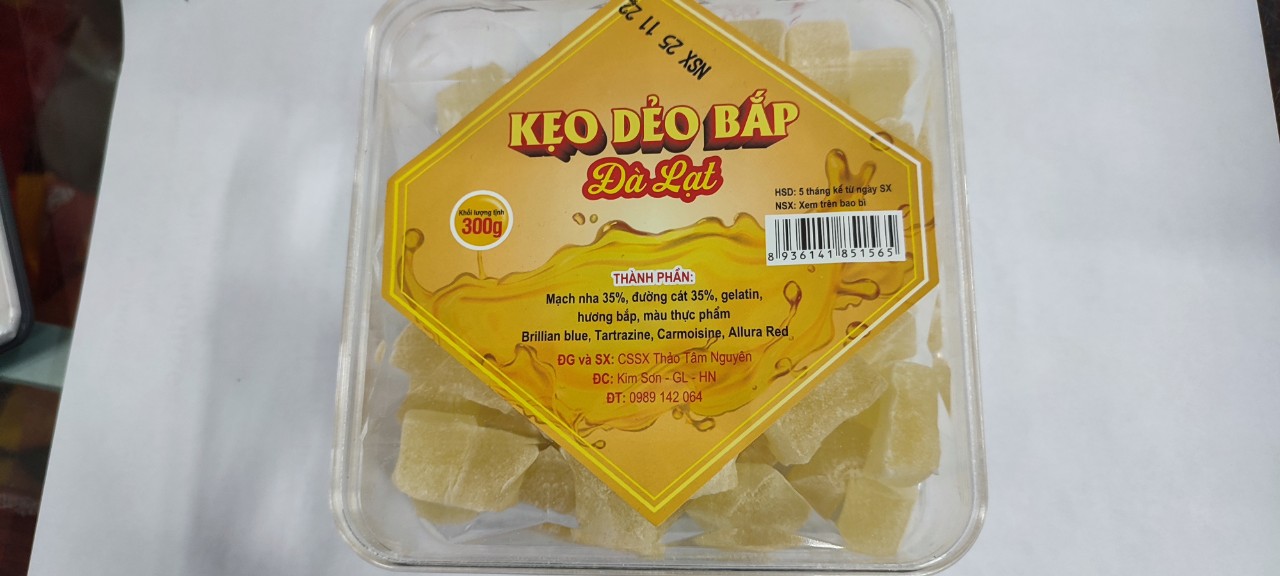 NSX 25 11 22
KẸO DẺO BẮP
Đà Lạt
HSD: 5 tháng kể từ ngày SX
NSX: Xem trên bao bì
Khối lượng tịnh
300g
8 936141 851565
THÀNH PHẦN:
Mạch nha 35%, đường cát 35%, gelatin,
hương bắp, màu thực phẩm
Brillian blue, Tartrazine, Carmoisine, Allura Red
ĐG và SX: CSSX Thảo Tâm Nguyên
ĐC: Kim Sơn - GL - HN
ĐT: 0989 142 064